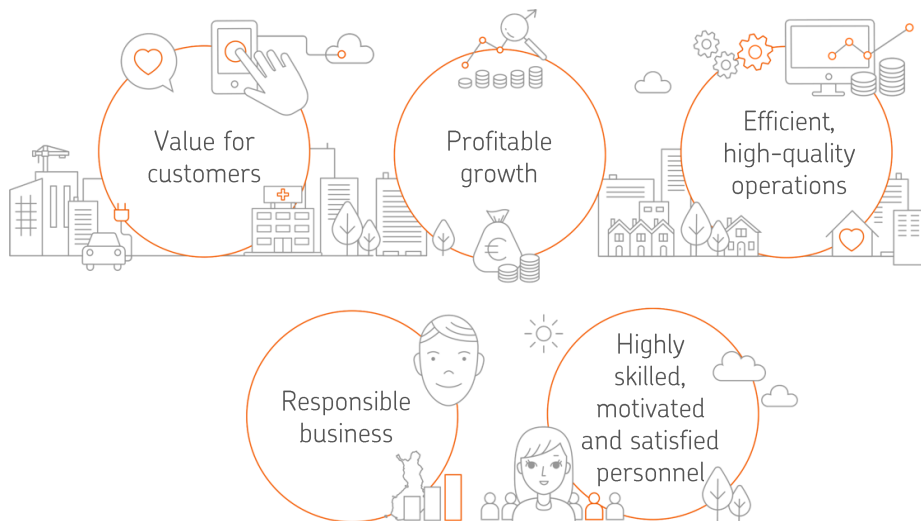 Value for
customers
Profitable
growth
Efficient,
high-quality
operations
Responsible
business
Highly
skilled,
motivated
and satisfied
personnel